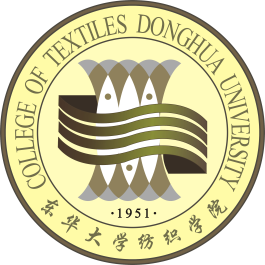 COLLEGE OF TEXTILES DONGHUA UNIVERSITY
·1951·
东华大学纺织学院